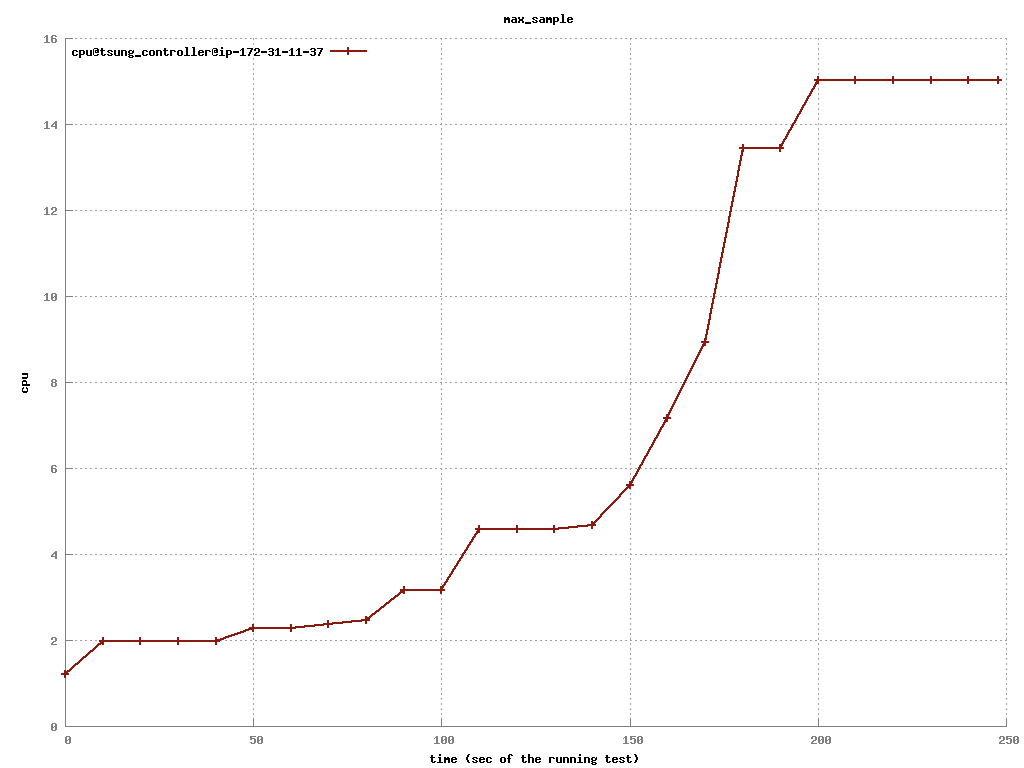 max_sample
cpu@tsung_controller@ip-172-31-11-37
16
14
12
10
8
6
4
2
0
cpu
0 50 100 150 200 250
time (sec of the running test)